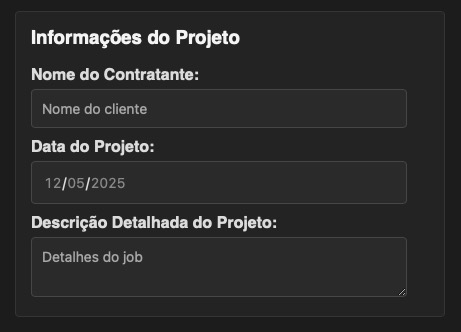 Informações do Projeto
Nome do Contratante:
Nome do cliente
Data do Projeto:
12/05/2025
Descrição Detalhada do Projeto:
Detalhes do job